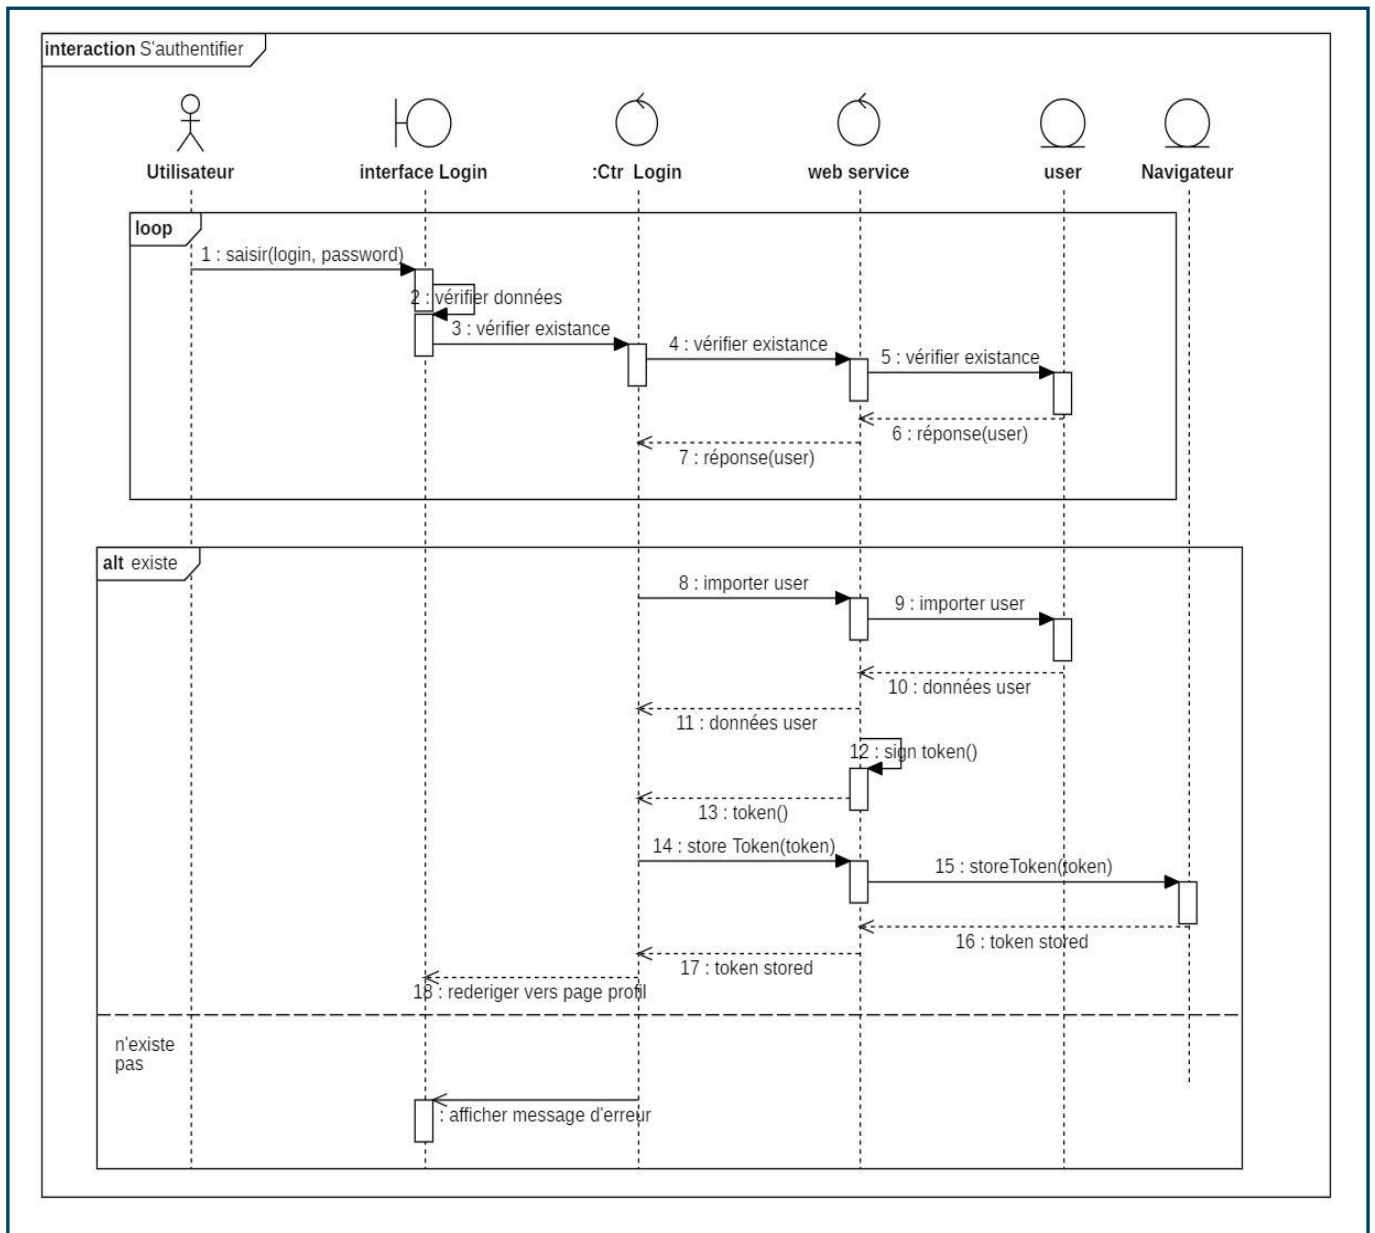 interaction S'authentifier
Utilisateur
interface Login
:Ctr Login
web service
user
Navigateur
loop
1 : saisir(login, password)
2 : vérifier données
3 : vérifier existance
4 : vérifier existance
5 : vérifier existance
6 : réponse(user)
7 : réponse(user)
alt existe
8 : importer user
9 : importer user
10 : données user
11 : données user
12 : sign token()
13 : token()
14 : store Token(token)
15 : storeToken(token)
16 : token stored
17 : token stored
18 : rederiger vers page profil
n'existe
pas
: afficher message d'erreur